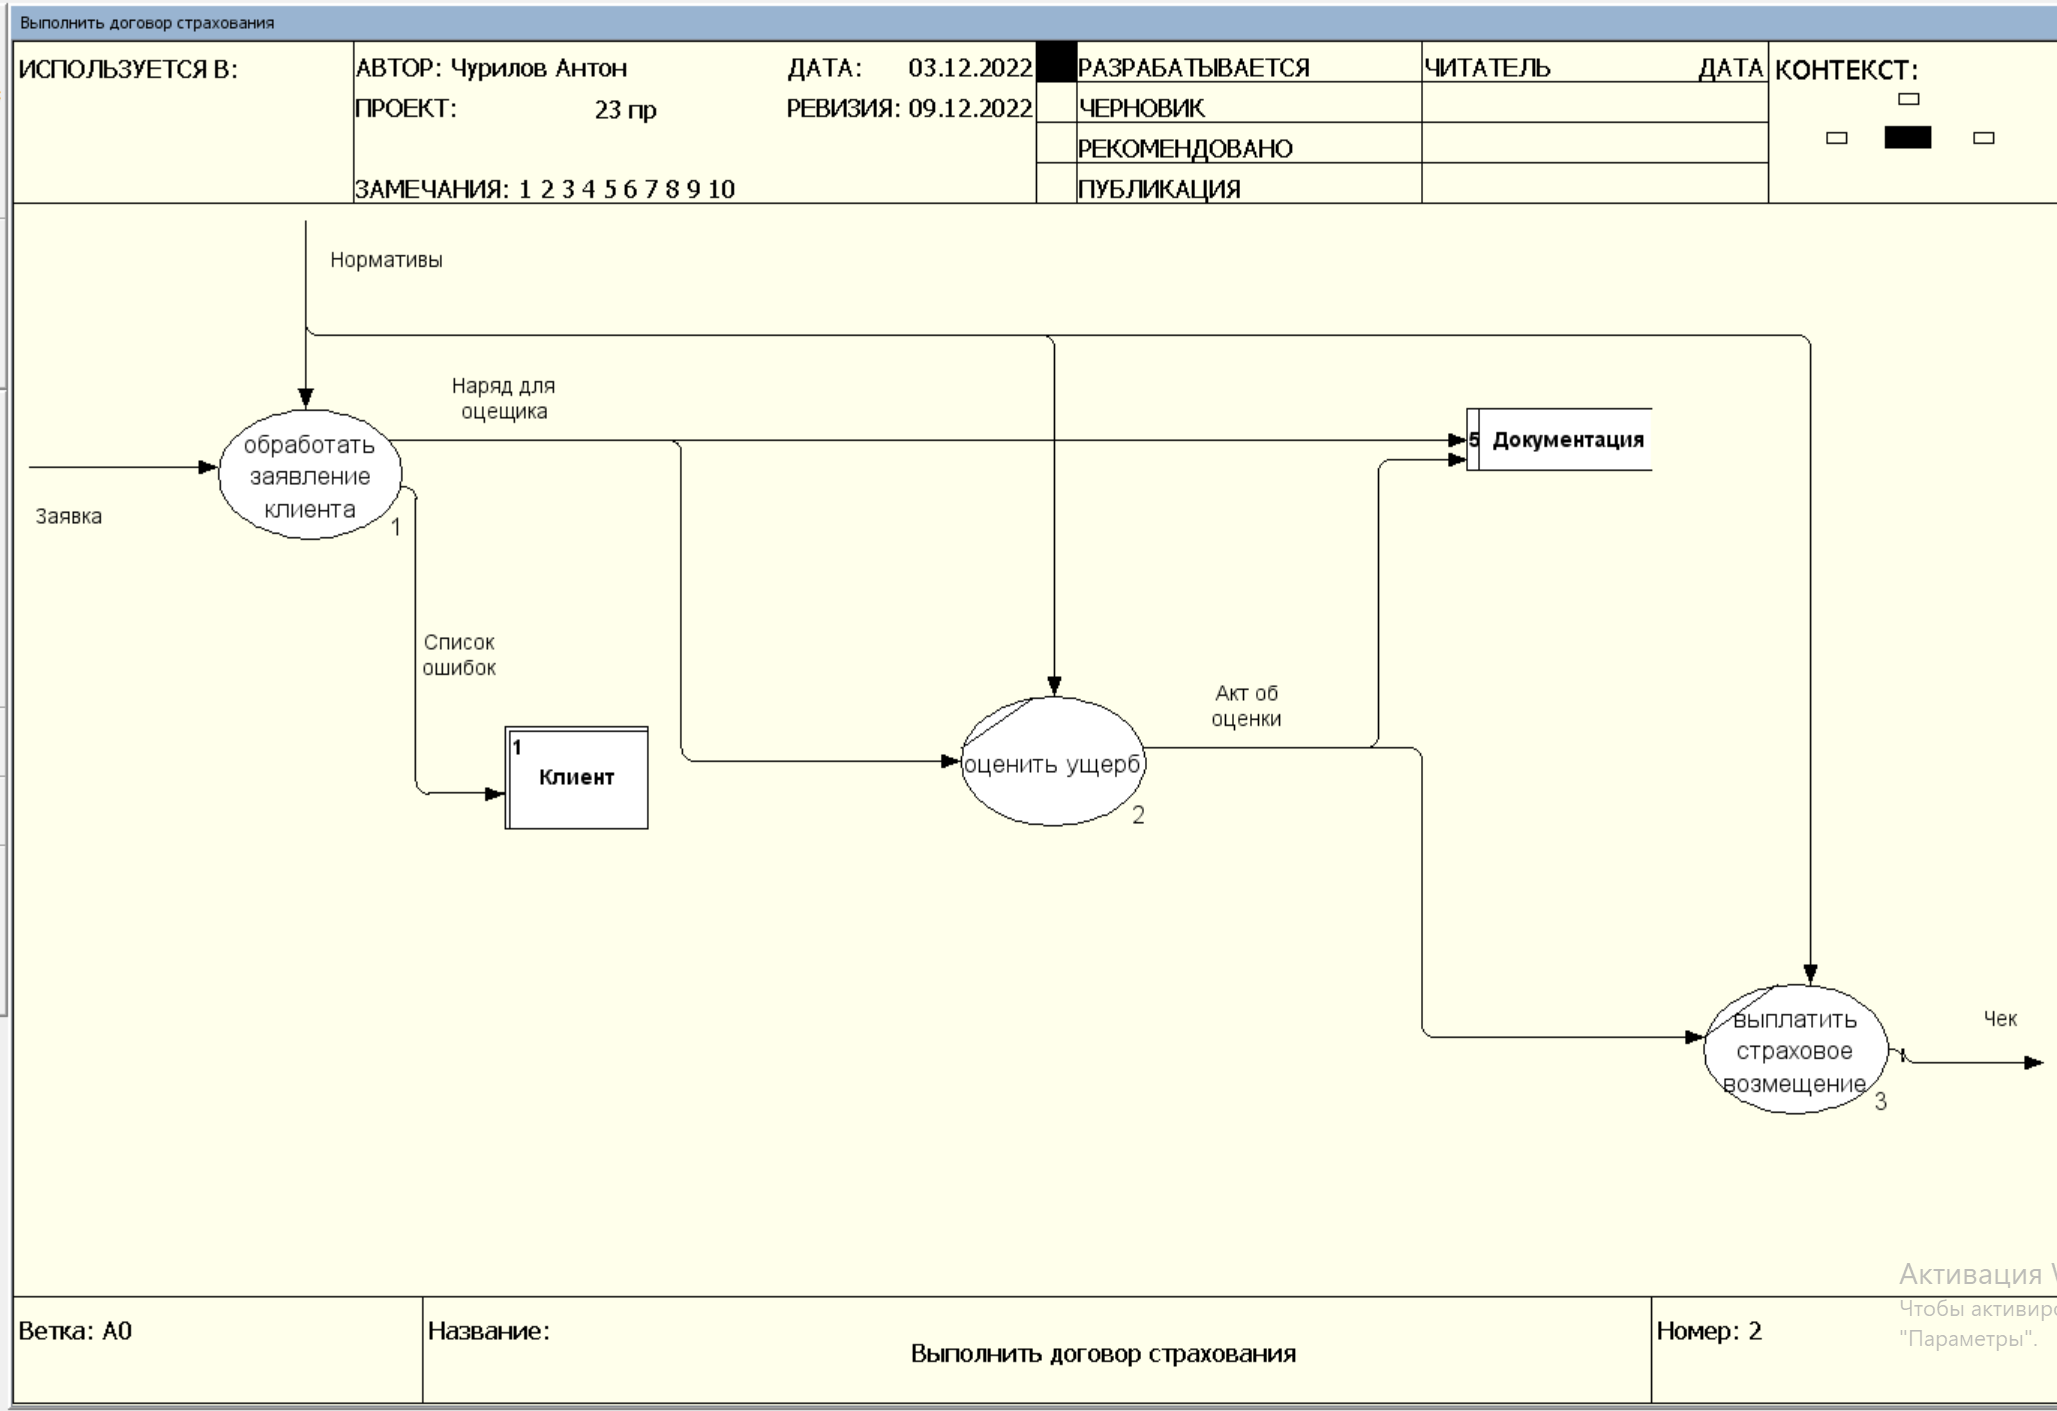 Выполнить договор страхования
ИСПОЛЬЗУЕТСЯ В:
АВТОР: Чурилов Антон
ДАТА: 03.12.2022
ПРОЕКТ: 23 пр
РЕВИЗИЯ: 09.12.2022
ЗАМЕЧАНИЯ: 1 2 3 4 5 6 7 8 9 10
РАЗРАБАТЫВАЕТСЯ
ЧЕРНОВИК
РЕКОМЕНДОВАНО
ПУБЛИКАЦИЯ
ЧИТАТЕЛЬ ДАТА
КОНТЕКСТ:
Нормативы
Наряд для
оцещика
обработать
заявление
клиента
1
Заявка
5 Документация
Список
ошибок
1
Клиент
оценить ущерб
2
Акт об
оценки
выплатить
страховое
возмещение
3
Чек
Активация
Чтобы активиро
"Параметры".
Ветка: A0
Название:
Выполнить договор страхования
Номер: 2